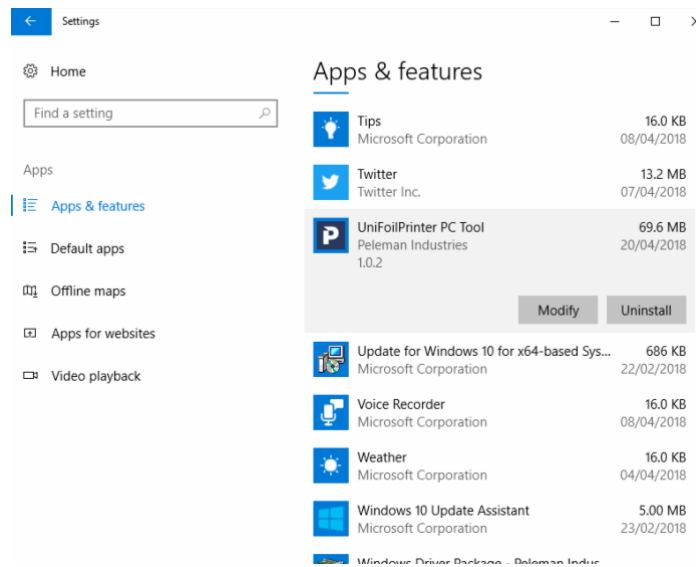 Settings
Home
Find a setting
Apps
Apps & features
Default apps
Offline maps
Apps for websites
Video playback
Apps & features
Tips 16.0 KB
Microsoft Corporation 08/04/2018
Twitter 13.2 MB
Twitter Inc. 07/04/2018
UniFoilPrinter PC Tool 69.6 MB
Peleman Industries 20/04/2018
1.0.2
Modify Uninstall
Update for Windows 10 for x64-based Sys... 686 KB
Microsoft Corporation 22/02/2018
Voice Recorder 16.0 KB
Microsoft Corporation 08/04/2018
Weather 16.0 KB
Microsoft Corporation 04/04/2018
Windows 10 Update Assistant 5.00 MB
Microsoft Corporation 23/02/2018
Windows Driver Package - Peleman Indus...